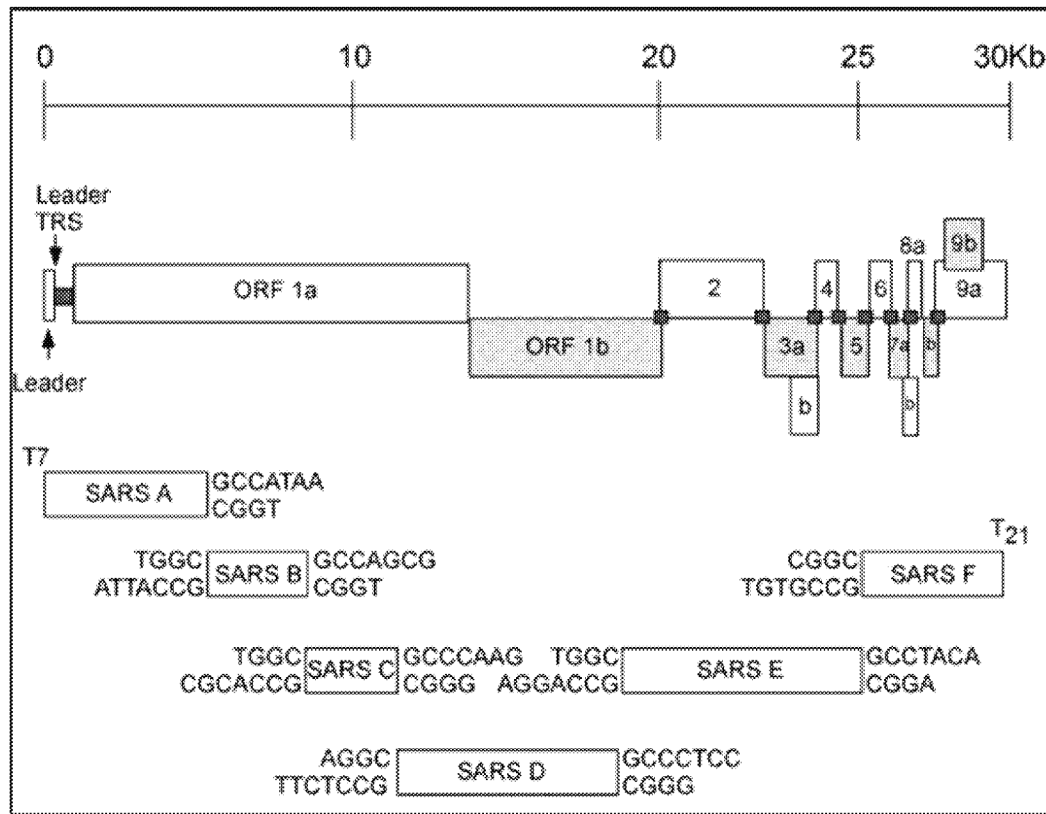 0 10 20 25 30Kb
Leader
TRS
ORF 1a
2
4
6
8a
9b
9a
ORF 1b
3a
5
7a
b
b
b
Leader
T7
SARS A
GCCATAA
CGGT
TGGC
ATTACCG
SARS B
GCCAGCG
CGGT
CGGC
TGTGCCG
SARS F
T21
TGGC
CGCACCG
SARS C
GCCCAAG
CGGG
TGGC
AGGACCG
SARS E
GCCTACA
CGGA
AGGC
TTCTCCG
SARS D
GCCCTCC
CGGG